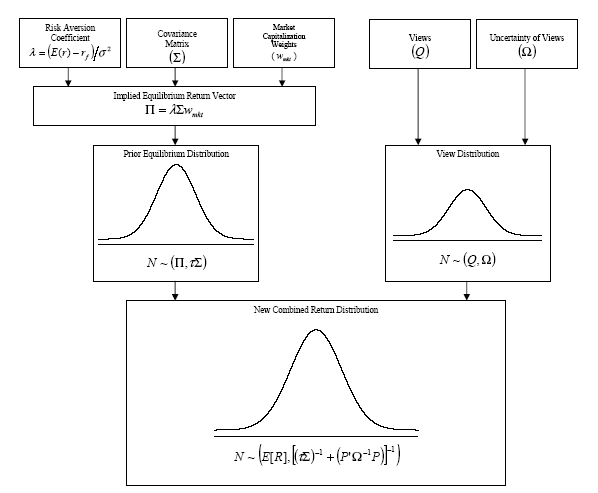 Risk Aversion
Coefficient
λ = (E(r) − r_f)/σ²
Covariance
Matrix
(Σ)
Market
Capitalization
Weights
(w_mkt)
Views
(Q)
Uncertainty of Views
(Ω)
Implied Equilibrium Return Vector
Π = λΣw_mkt
Prior Equilibrium Distribution
N ~ (Π, τΣ)
View Distribution
N ~ (Q, Ω)
New Combined Return Distribution
N ~ (E[R], [(τΣ)⁻¹ + (P'Ω⁻¹P)]⁻¹)